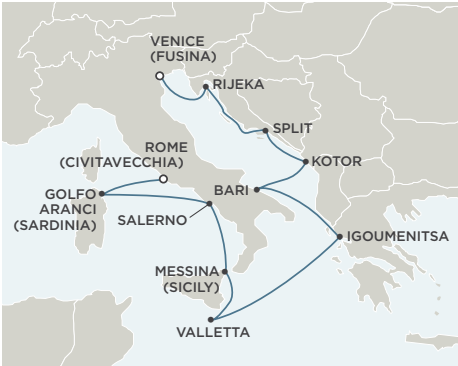 VENICE
(FUSINA)
RIJEKA
SPLIT
ROME
(CIVITAVECCHIA)
KOTOR
GOLFO
ARANCI
(SARDINIA)
BARI
SALERNO
IGOUMENITSA
MESSINA
(SICILY)
VALLETTA